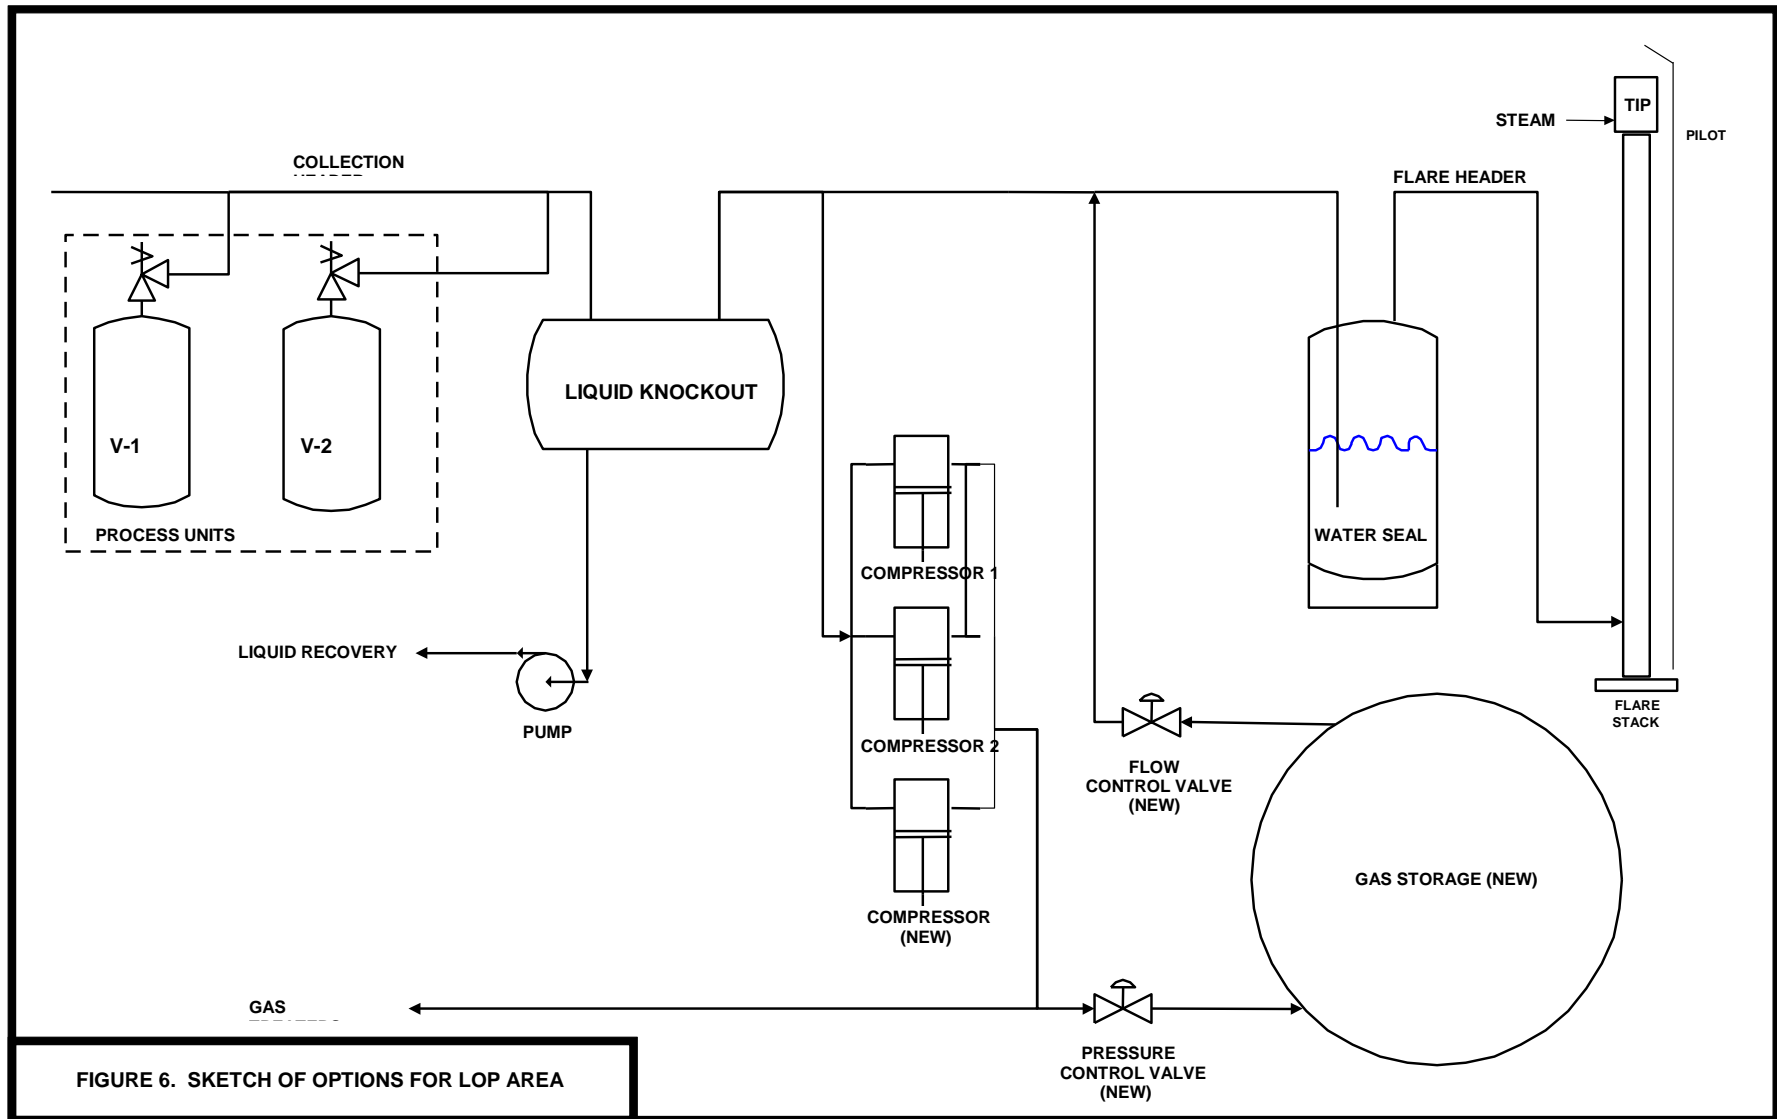 TIP
STEAM
PILOT
COLLECTION
FLARE HEADER
LIQUID KNOCKOUT
V-1
V-2
PROCESS UNITS
WATER SEAL
COMPRESSOR 1
LIQUID RECOVERY
PUMP
COMPRESSOR 2
FLARE
STACK
FLOW
CONTROL VALVE
(NEW)
GAS STORAGE (NEW)
COMPRESSOR
(NEW)
GAS
PRESSURE
CONTROL VALVE
(NEW)
FIGURE 6.  SKETCH OF OPTIONS FOR LOP AREA